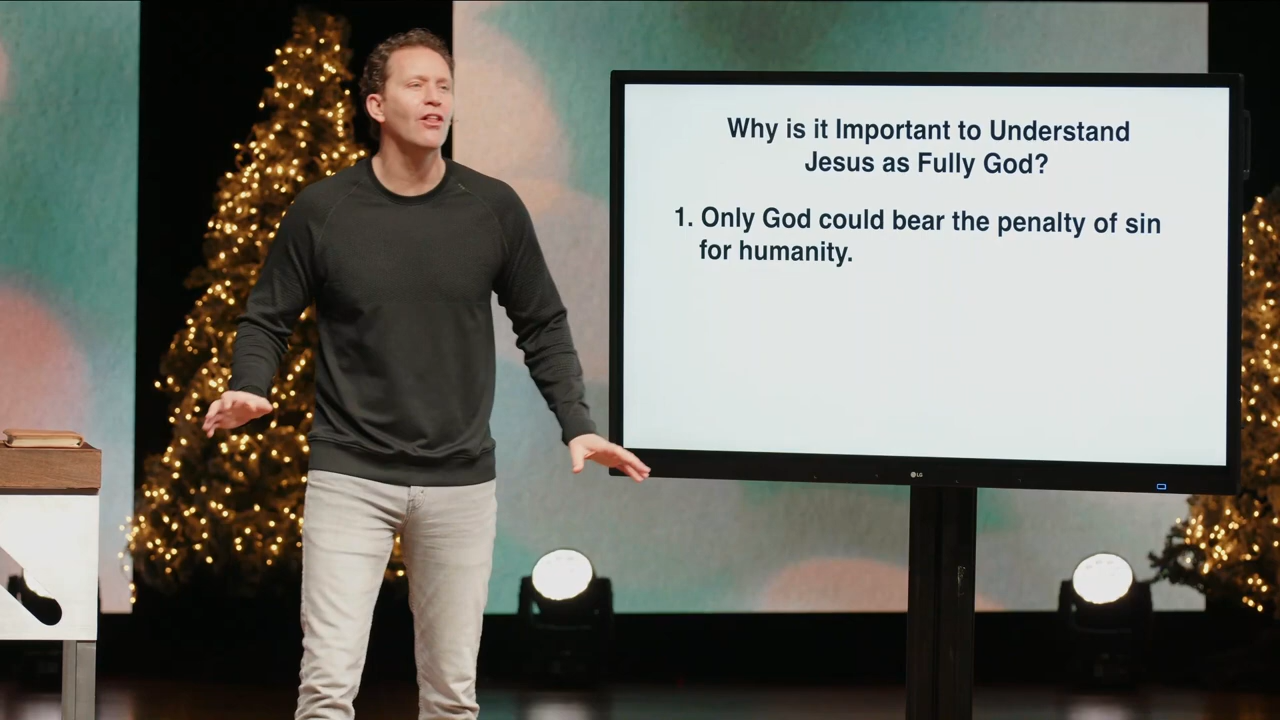 Why is it Important to Understand
Jesus as Fully God?
1. Only God could bear the penalty of sin
for humanity.
LG